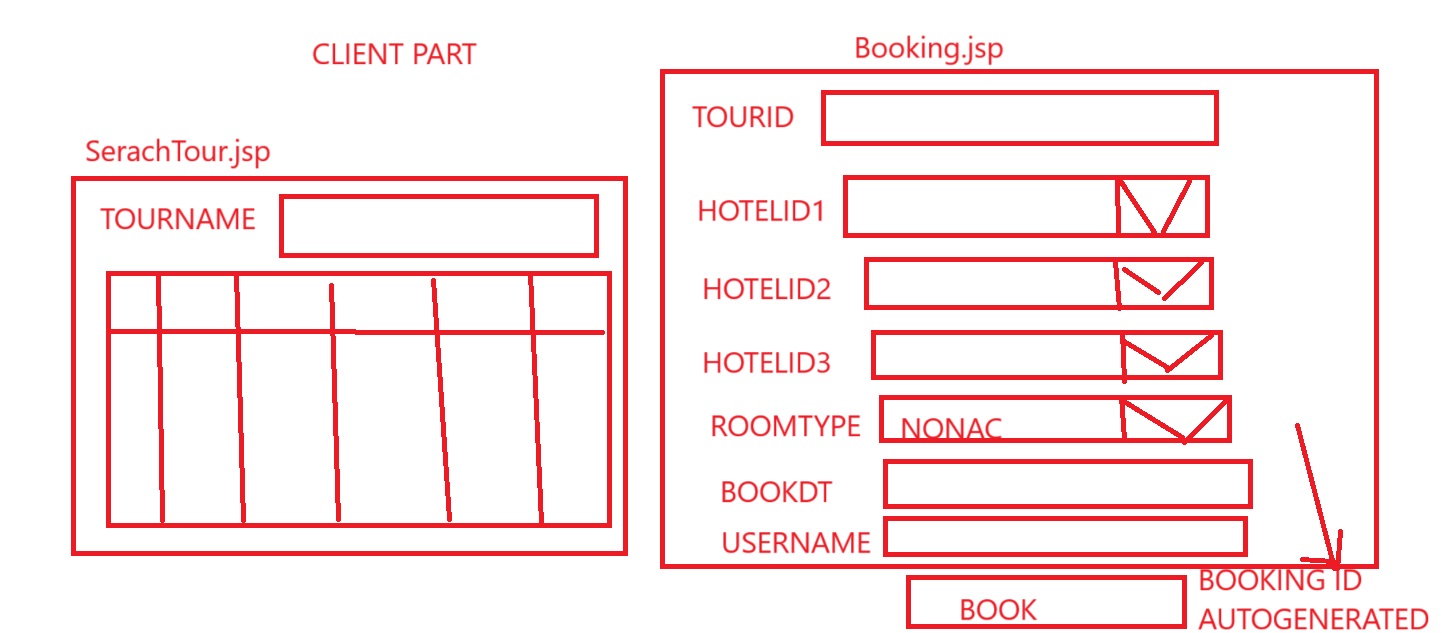 CLIENT PART
SerachTour.jsp
TOURNAME
Booking.jsp
TOURID
HOTELID1
HOTELID2
HOTELID3
ROOMTYPE
NONAC
BOOKDT
USERNAME
BOOK
BOOKING ID
AUTOGENERATED